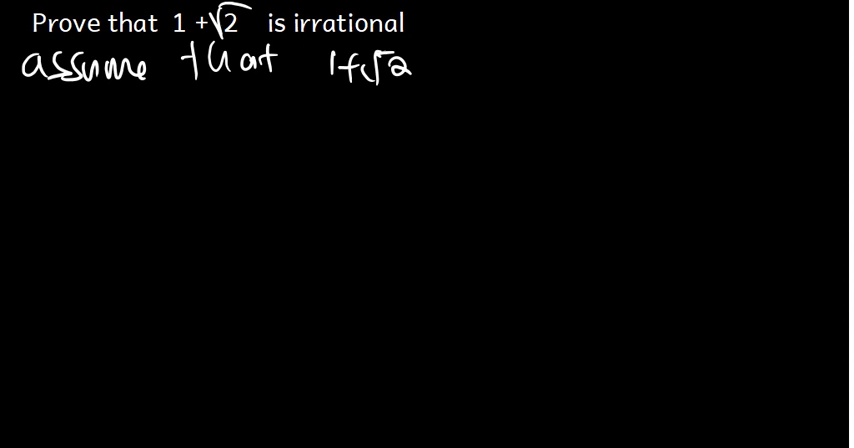 Prove that 1 + √2 is irrational
assume that 1+√2